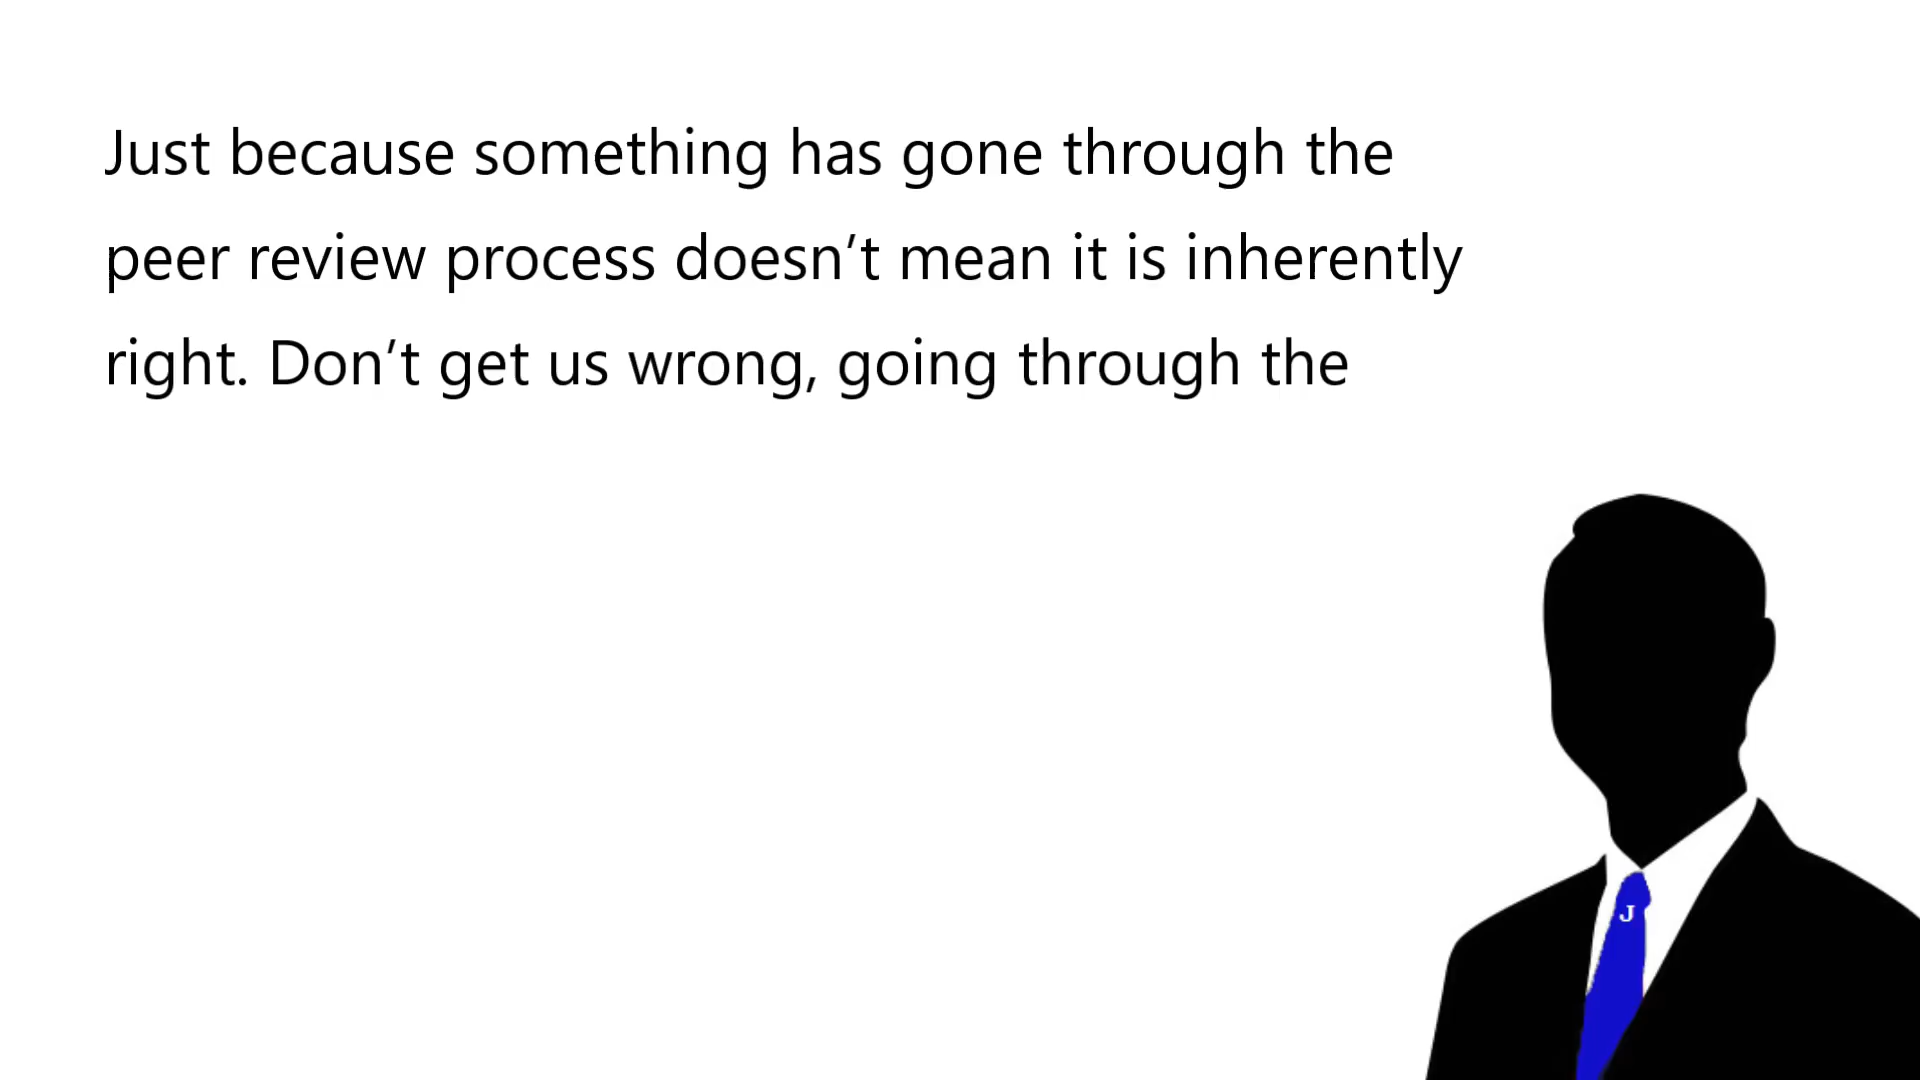 Just because something has gone through the
peer review process doesn’t mean it is inherently
right. Don’t get us wrong, going through the
J